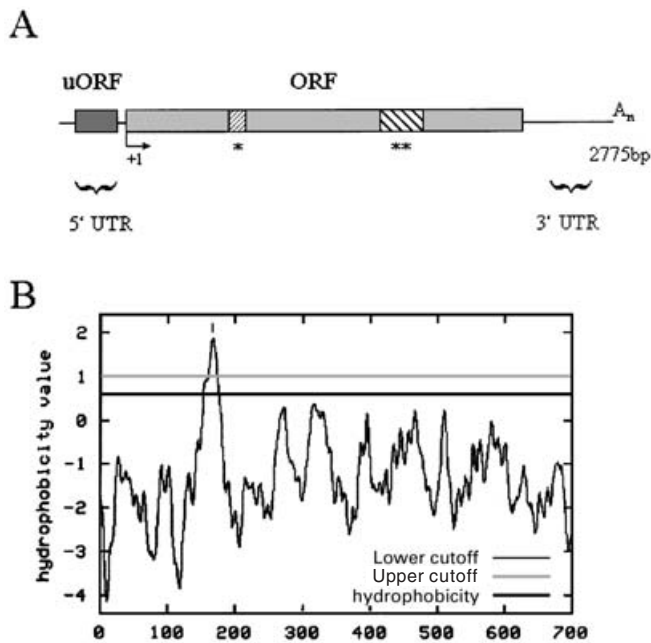 A
uORF ORF
Aₙ
+1 * ** 2775bp
5' UTR 3' UTR
B
hydrophobicity value
2
1
0
-1
-2
-3
-4
Lower cutoff
Upper cutoff
hydrophobicity
0 100 200 300 400 500 600 700